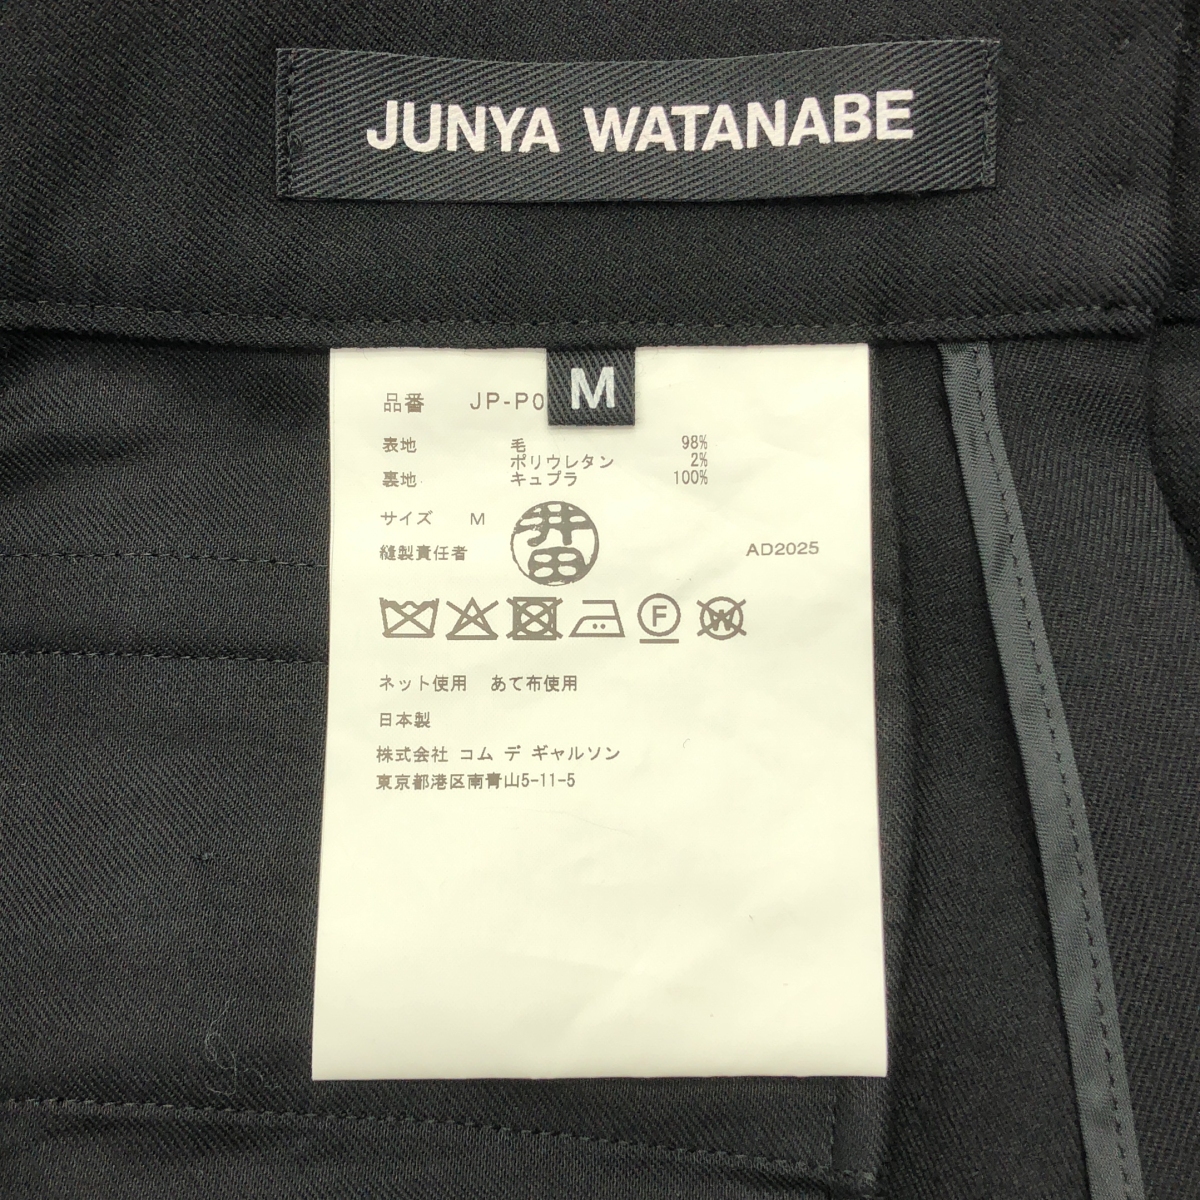 JUNYA WATANABE
M
品番 JP-P0
表地 毛 98%
ポリウレタン 2%
裏地 キュプラ 100%
サイズ M
縫製責任者 井田 AD2025
F W
ネット使用 あて布使用
日本製
株式会社 コム デ ギャルソン
東京都港区南青山5-11-5